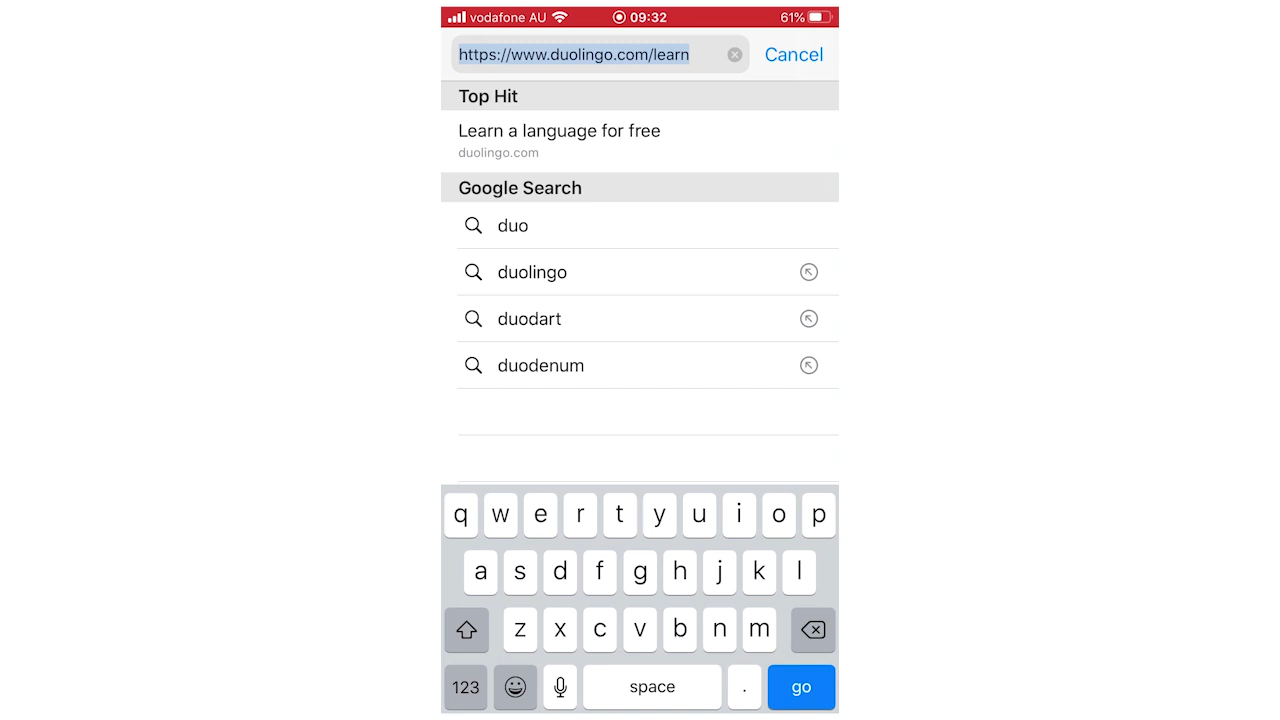 vodafone AU 09:32 61%
https://www.duolingo.com/learn Cancel
Top Hit
Learn a language for free
duolingo.com
Google Search
duo
duolingo
duodart
duodenum
q w e r t y u i o p
a s d f g h j k l
z x c v b n m
123 space . go